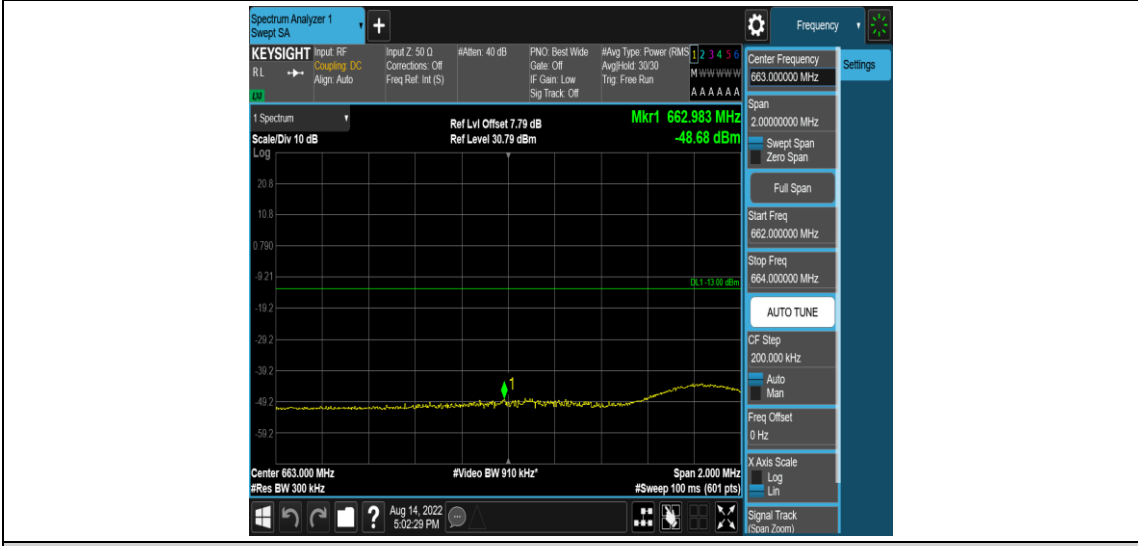 Spectrum Analyzer 1
Swept SA
+
Frequency
KEYSIGHT
RL
Input: RF
Coupling: DC
Align: Auto
Input Z: 50 Ω
Corrections: Off
Freq Ref: Int (S)
#Atten: 40 dB
PNO: Best Wide
Gate: Off
IF Gain: Low
Sig Track: Off
#Avg Type: Power (RMS
Avg|Hold: 30/30
Trig: Free Run
1 2 3 4 5 6
M W W W W W
A A A A A A
1 Spectrum
Scale/Div 10 dB
Log
Ref Lvl Offset 7.79 dB
Ref Level 30.79 dBm
Mkr1 662.983 MHz
-48.68 dBm
20.8
10.8
0.790
-9.21
-19.2
-29.2
-39.2
-49.2
-59.2
DL1 -13.00 dBm
1
Center 663.000 MHz
#Res BW 300 kHz
#Video BW 910 kHz*
Span 2.000 MHz
#Sweep 100 ms (601 pts)
?
Aug 14, 2022
5:02:29 PM
Center Frequency
663.000000 MHz
Span
2.00000000 MHz
Swept Span
Zero Span
Full Span
Start Freq
662.000000 MHz
Stop Freq
664.000000 MHz
AUTO TUNE
CF Step
200.000 kHz
Auto
Man
Freq Offset
0 Hz
X Axis Scale
Log
Lin
Signal Track
(Span Zoom)
Settings